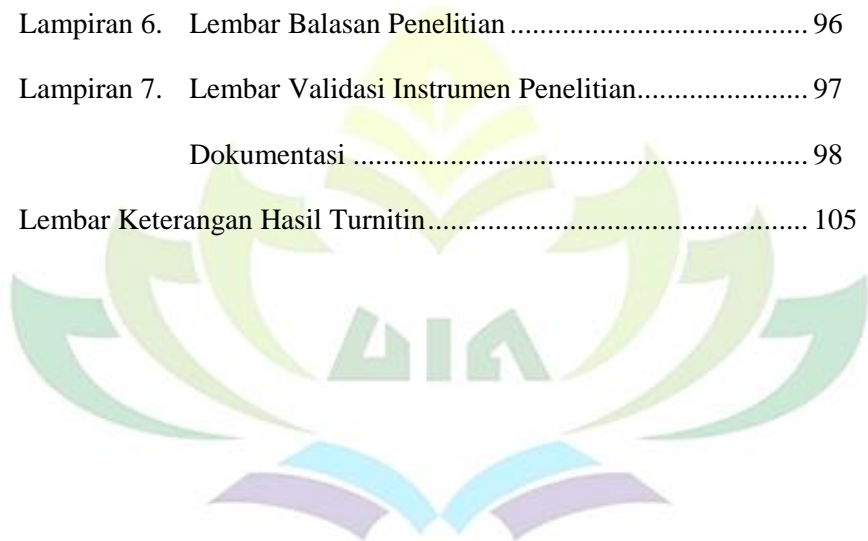 Lampiran 6. Lembar Balasan Penelitian ...................................... 96
Lampiran 7. Lembar Validasi Instrumen Penelitian...................... 97
Dokumentasi .......................................................... 98
Lembar Keterangan Hasil Turnitin................................................. 105
UIN